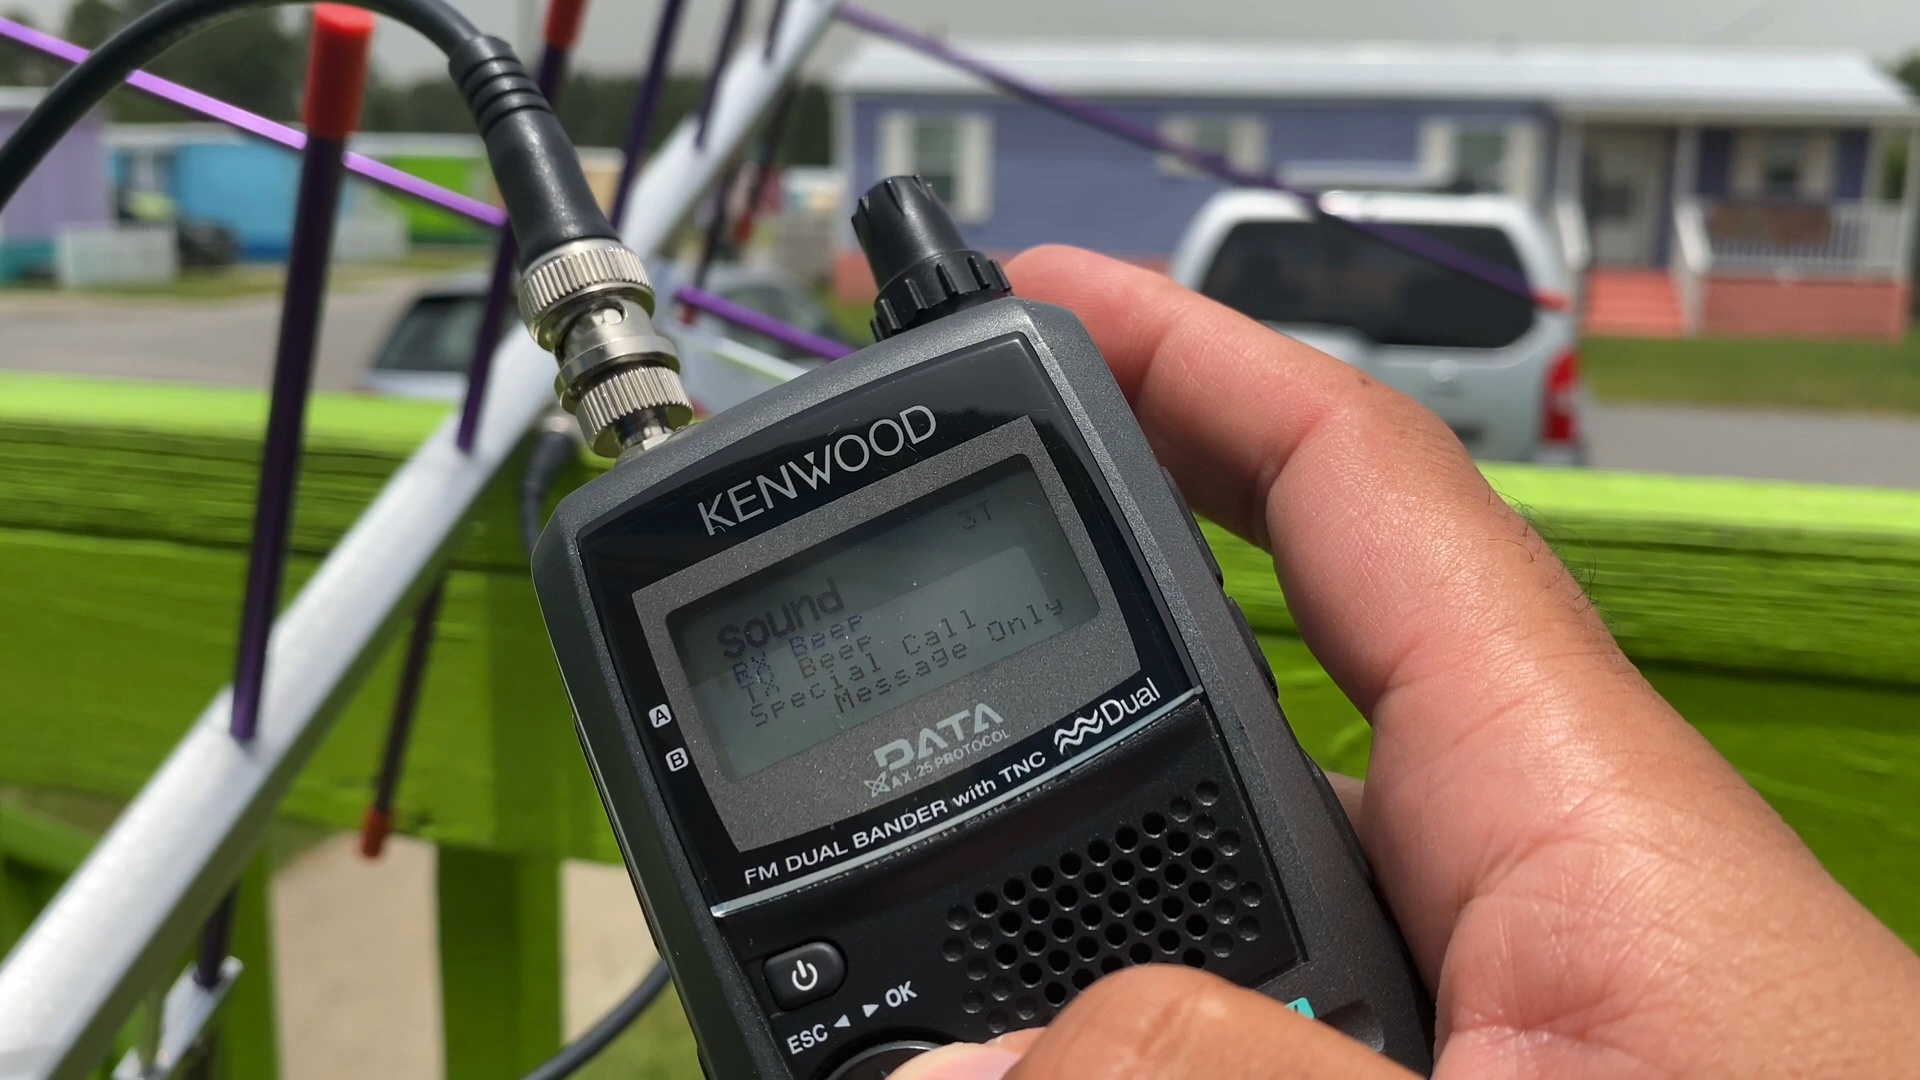 KENWOOD
ST
Sound
RX Beep
TX Beep
Special Call
Message Only
A
B
DATA
AX.25 PROTOCOL
Dual
FM DUAL BANDER with TNC
ESC ◄ ► OK